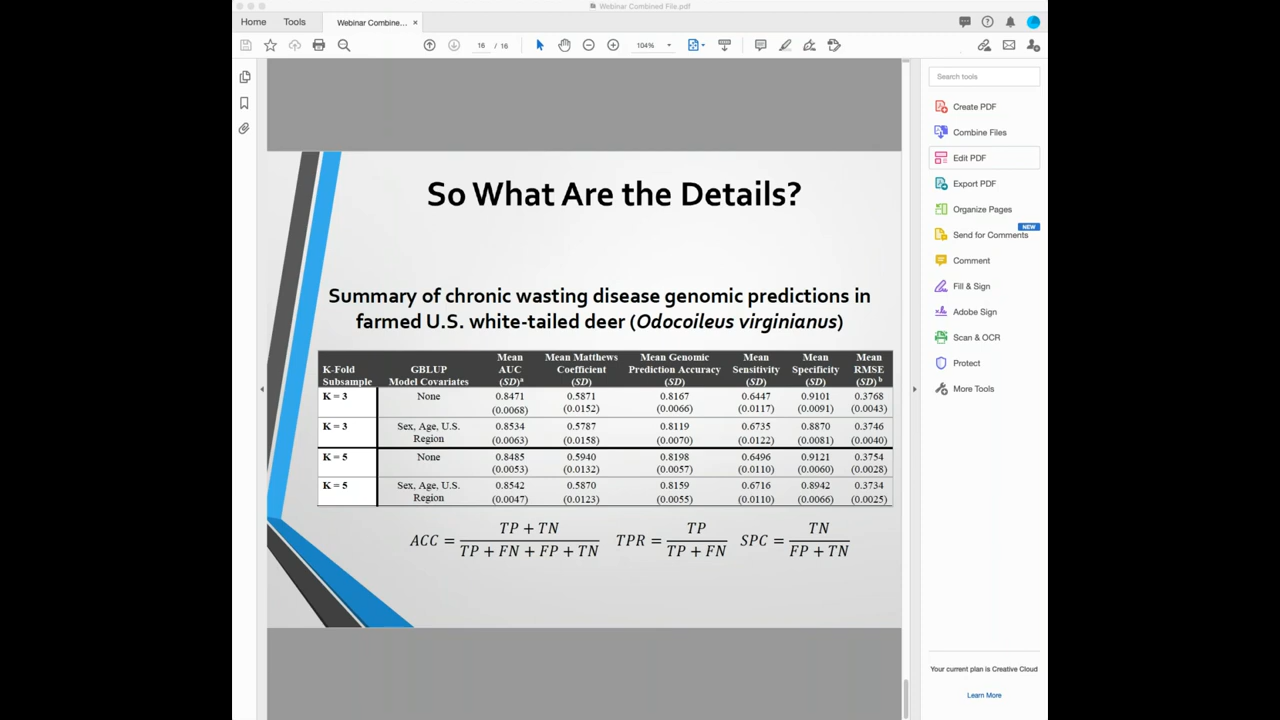 Webinar Combined File.pdf
Home Tools Webinar Combine... ×
16 / 16 104%
Search tools
Create PDF
Combine Files
Edit PDF
Export PDF
Organize Pages
NEW
Send for Comments
Comment
Fill & Sign
Adobe Sign
Scan & OCR
Protect
More Tools
Your current plan is Creative Cloud
Learn More
So What Are the Details?
Summary of chronic wasting disease genomic predictions in
farmed U.S. white-tailed deer (Odocoileus virginianus)
K-Fold Subsample GBLUP Model Covariates Mean AUC (SD)a Mean Matthews Coefficient (SD) Mean Genomic Prediction Accuracy (SD) Mean Sensitivity (SD) Mean Specificity (SD) Mean RMSE (SD) b
K = 3 None 0.8471 0.5871 0.8167 0.6447 0.9101 0.3768
(0.0068) (0.0152) (0.0066) (0.0117) (0.0091) (0.0043)
K = 3 Sex, Age, U.S. 0.8534 0.5787 0.8119 0.6735 0.8870 0.3746
Region (0.0063) (0.0158) (0.0070) (0.0122) (0.0081) (0.0040)
K = 5 None 0.8485 0.5940 0.8198 0.6496 0.9121 0.3754
(0.0053) (0.0132) (0.0057) (0.0110) (0.0060) (0.0028)
K = 5 Sex, Age, U.S. 0.8542 0.5870 0.8159 0.6716 0.8942 0.3734
Region (0.0047) (0.0123) (0.0055) (0.0110) (0.0066) (0.0025)
ACC = TP + TN / TP + FN + FP + TN TPR = TP / TP + FN SPC = TN / FP + TN